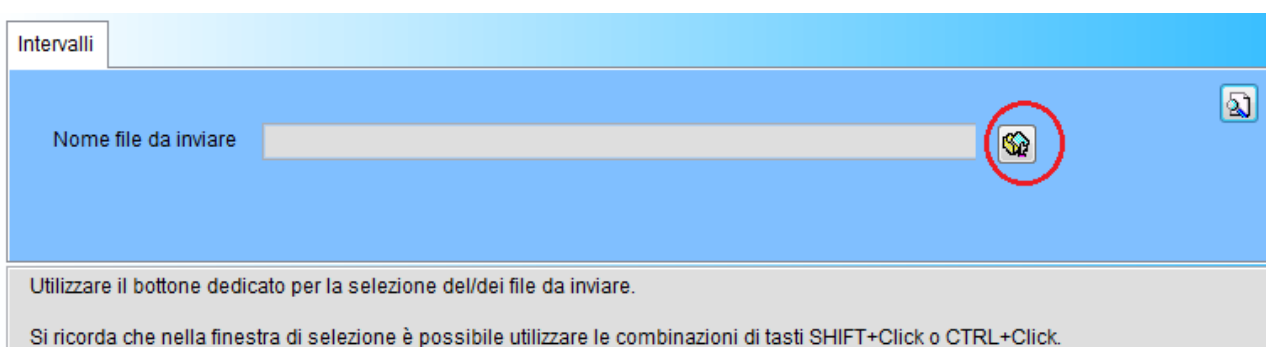 Intervalli
Nome file da inviare
Utilizzare il bottone dedicato per la selezione del/dei file da inviare.
Si ricorda che nella finestra di selezione è possibile utilizzare le combinazioni di tasti SHIFT+Click o CTRL+Click.